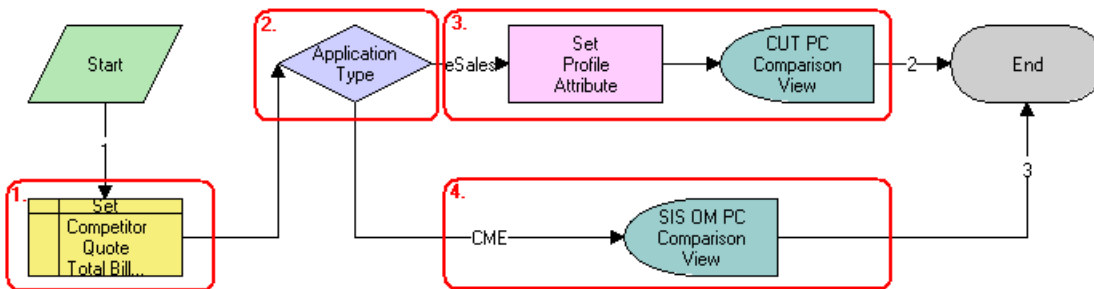 2.
3.
Start
Application
Type
eSales
Set
Profile
Attribute
CUT PC
Comparison
View
2
End
1
1.
Set
Competitor
Quote
Total Bill...
4.
CME
SIS OM PC
Comparison
View
3